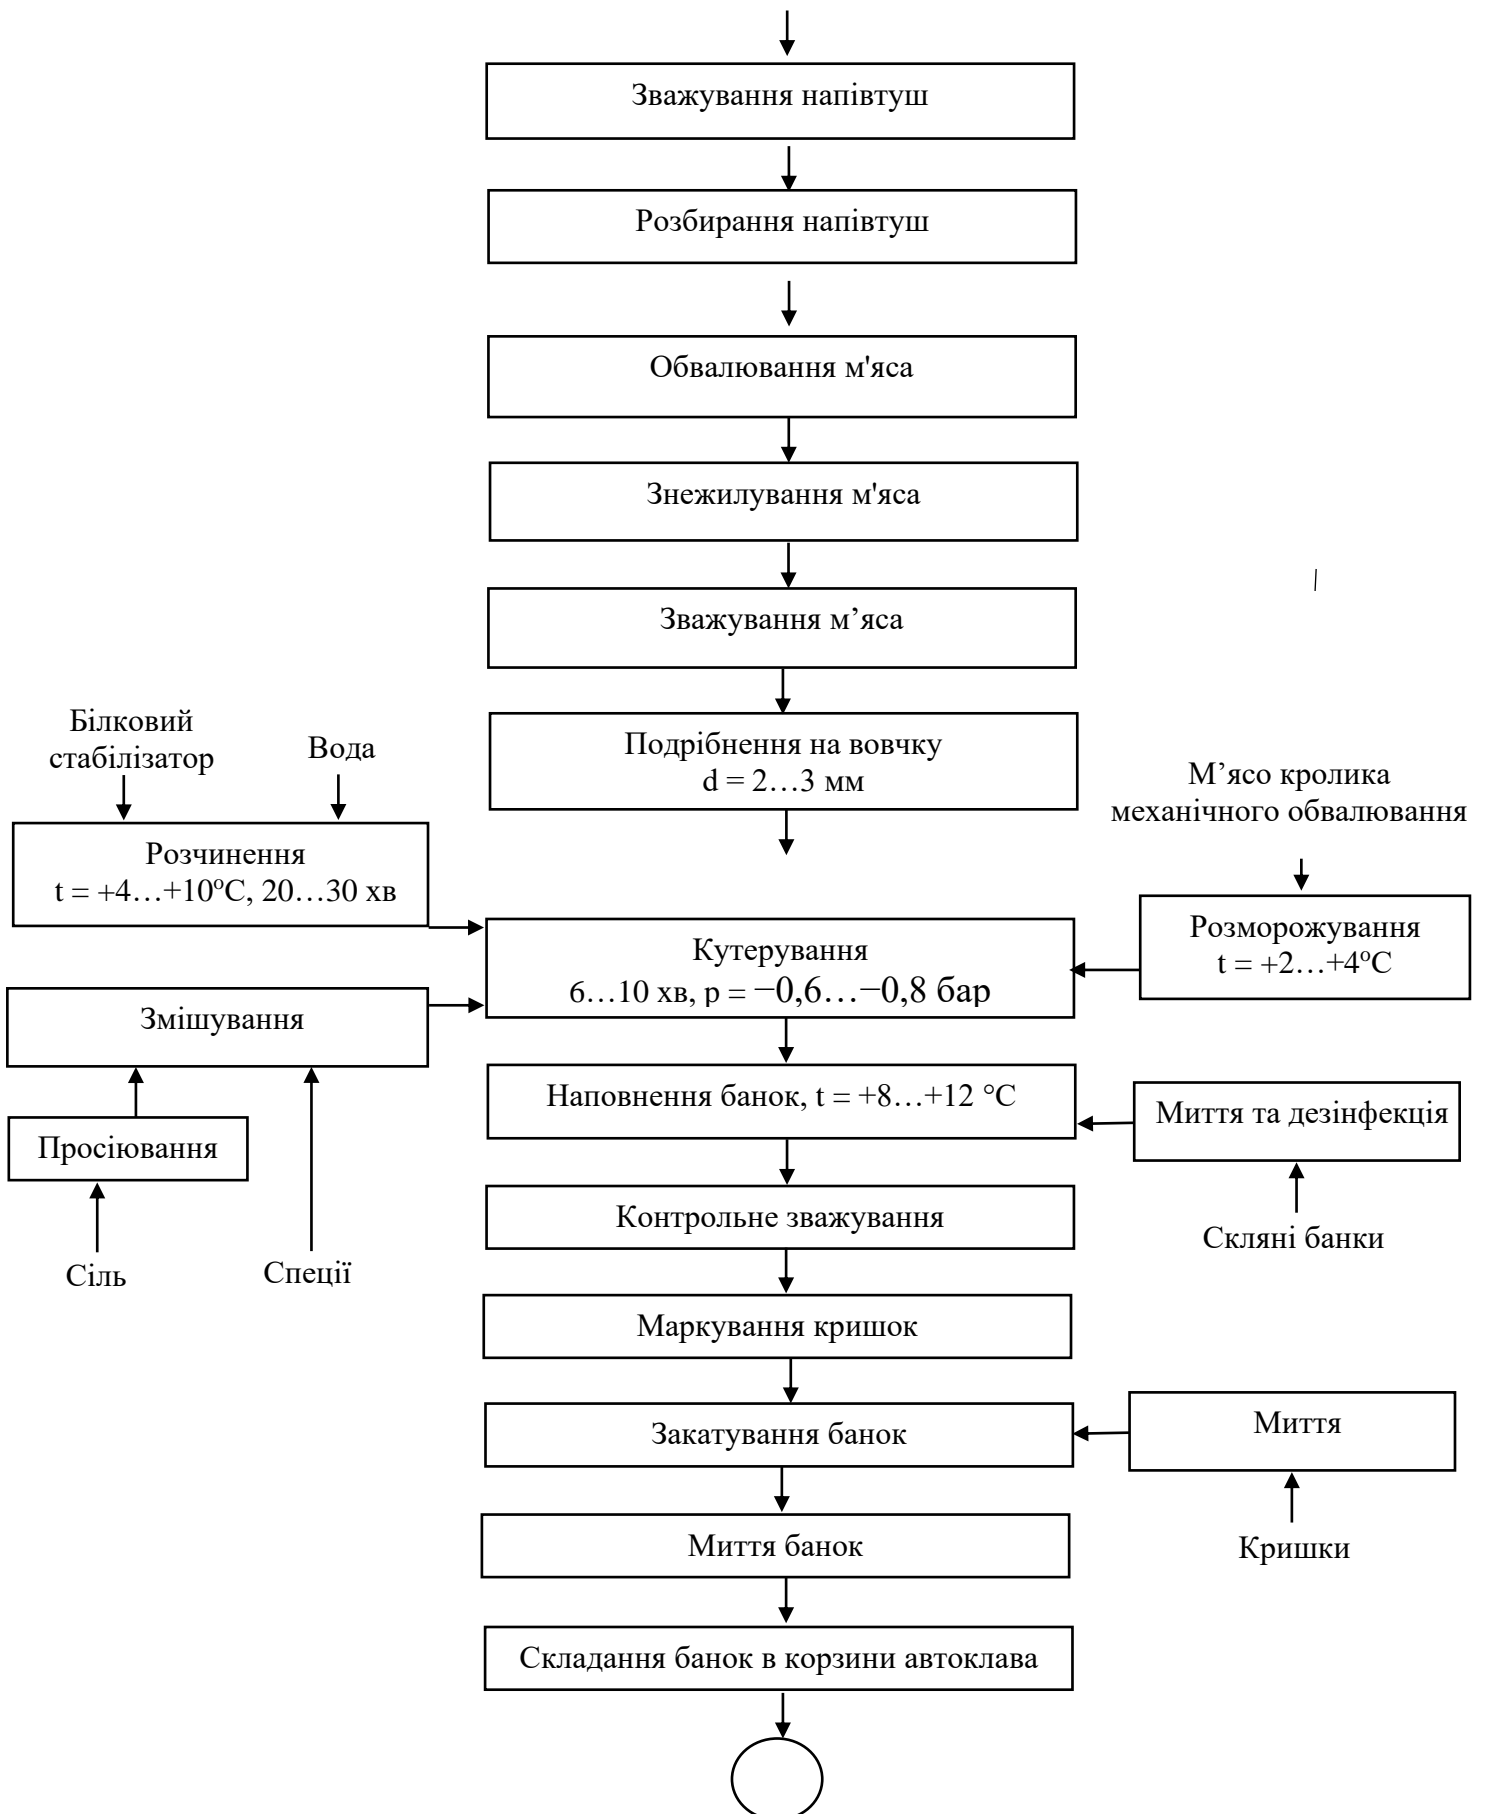 Зважування напівтуш
Розбирання напівтуш
Обвалювання м'яса
Знежилування м'яса
Зважування м’яса
Білковий
стабілізатор
Вода
Подрібнення на вовчку
d = 2…3 мм
М’ясо кролика
механічного обвалювання
Розчинення
t = +4…+10ºС, 20…30 хв
Кутерування
6…10 хв, р = −0,6…−0,8 бар
Розморожування
t = +2…+4ºС
Змішування
Наповнення банок, t = +8…+12 °С
Миття та дезінфекція
Просіювання
Контрольне зважування
Скляні банки
Сіль
Спеції
Маркування кришок
Закатування банок
Миття
Миття банок
Кришки
Складання банок в корзини автоклава